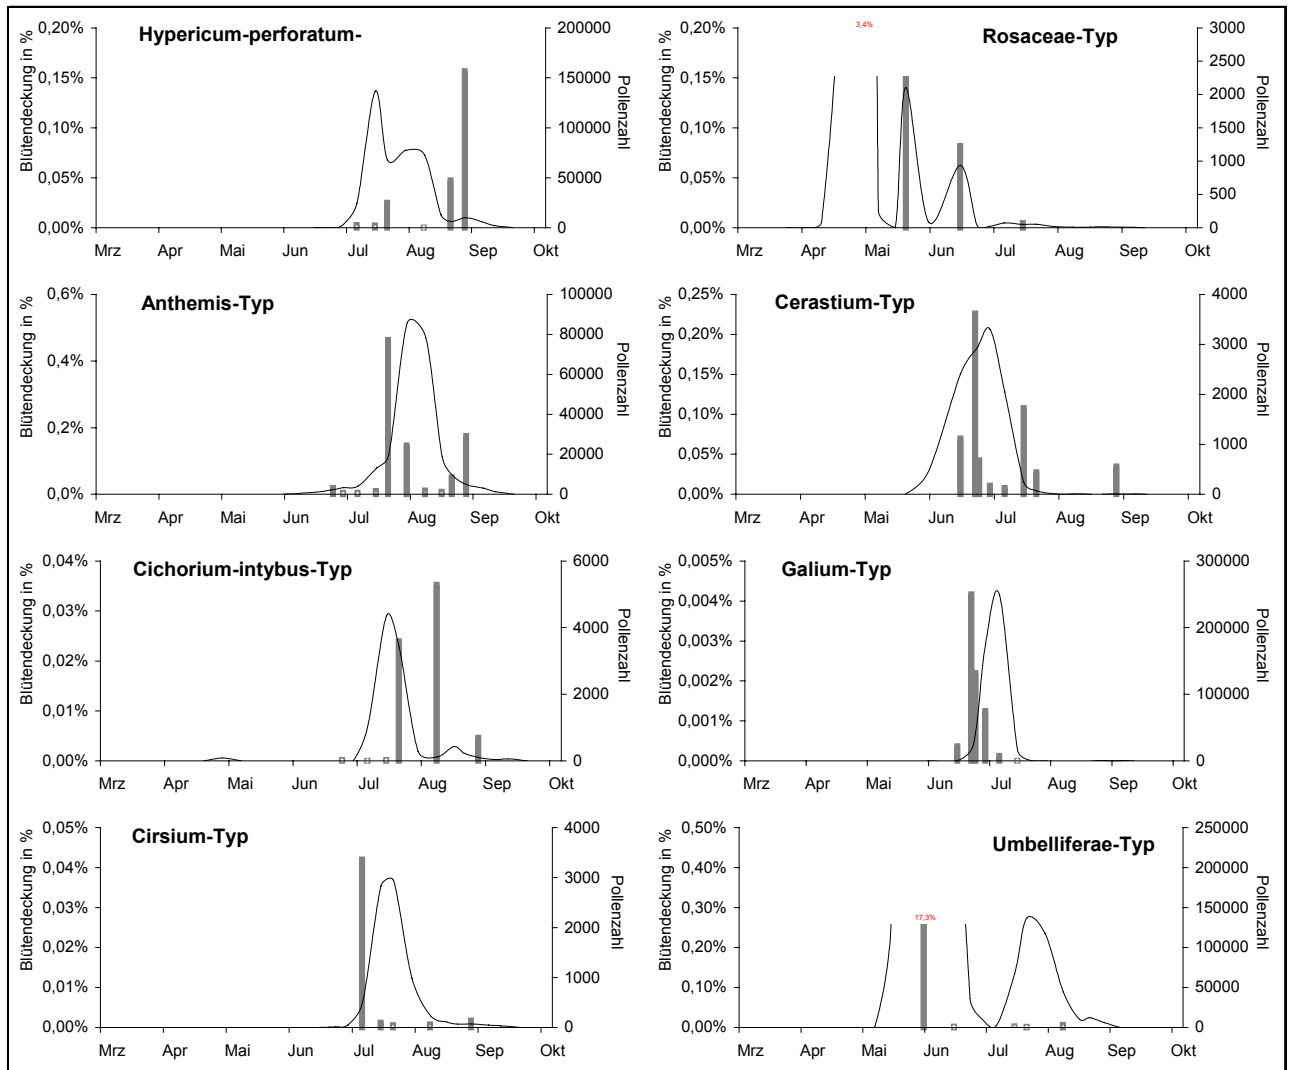 Hypericum-perforatum-
Blütendeckung in %
0,20%
0,15%
0,10%
0,05%
0,00%
200000
150000
100000
50000
0
Pollenzahl
Mrz Apr Mai Jun Jul Aug Sep Okt
Rosaceae-Typ
3,4%
Blütendeckung in %
0,20%
0,15%
0,10%
0,05%
0,00%
3000
2500
2000
1500
1000
500
0
Pollenzahl
Mrz Apr Mai Jun Jul Aug Sep Okt
Anthemis-Typ
Blütendeckung in %
0,6%
0,4%
0,2%
0,0%
100000
80000
60000
40000
20000
0
Pollenzahl
Mrz Apr Mai Jun Jul Aug Sep Okt
Cerastium-Typ
Blütendeckung in %
0,25%
0,20%
0,15%
0,10%
0,05%
0,00%
4000
3000
2000
1000
0
Pollenzahl
Mrz Apr Mai Jun Jul Aug Sep Okt
Cichorium-intybus-Typ
Blütendeckung in %
0,04%
0,03%
0,02%
0,01%
0,00%
6000
4000
2000
0
Pollenzahl
Mrz Apr Mai Jun Jul Aug Sep Okt
Galium-Typ
Blütendeckung in %
0,005%
0,004%
0,003%
0,002%
0,001%
0,000%
300000
200000
100000
0
Pollenzahl
Mrz Apr Mai Jun Jul Aug Sep Okt
Cirsium-Typ
Blütendeckung in %
0,05%
0,04%
0,03%
0,02%
0,01%
0,00%
4000
3000
2000
1000
0
Pollenzahl
Mrz Apr Mai Jun Jul Aug Sep Okt
Umbelliferae-Typ
17,3%
Blütendeckung in %
0,50%
0,40%
0,30%
0,20%
0,10%
0,00%
250000
200000
150000
100000
50000
0
Pollenzahl
Mrz Apr Mai Jun Jul Aug Sep Okt